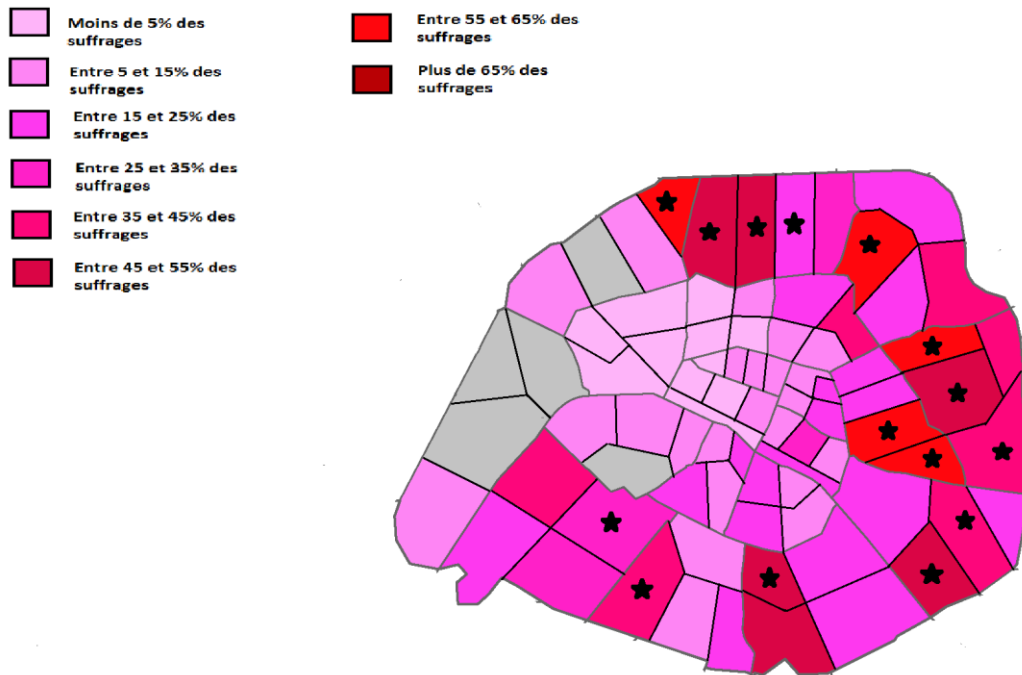 Moins de 5% des
suffrages
Entre 5 et 15% des
suffrages
Entre 15 et 25% des
suffrages
Entre 25 et 35% des
suffrages
Entre 35 et 45% des
suffrages
Entre 45 et 55% des
suffrages
Entre 55 et 65% des
suffrages
Plus de 65% des
suffrages